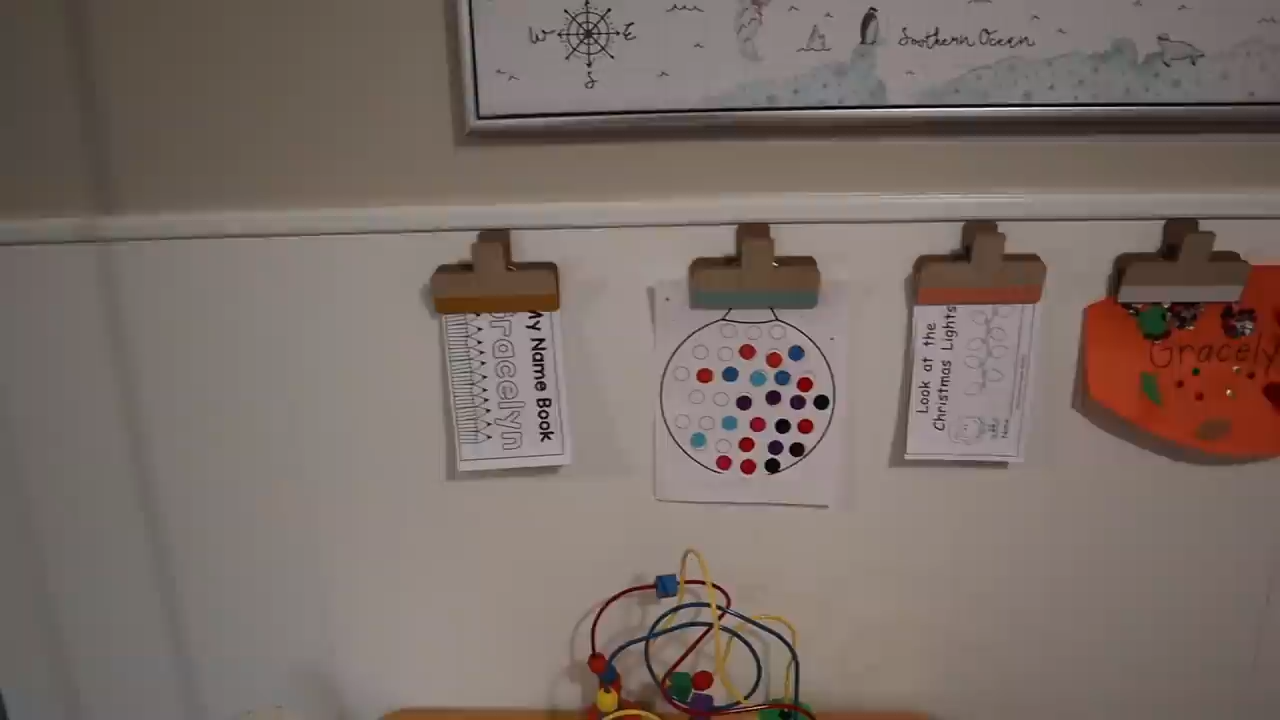 W
E
S
Southern Ocean
My Name Book
Gracelyn
Look at the
Christmas Lights
Gracely